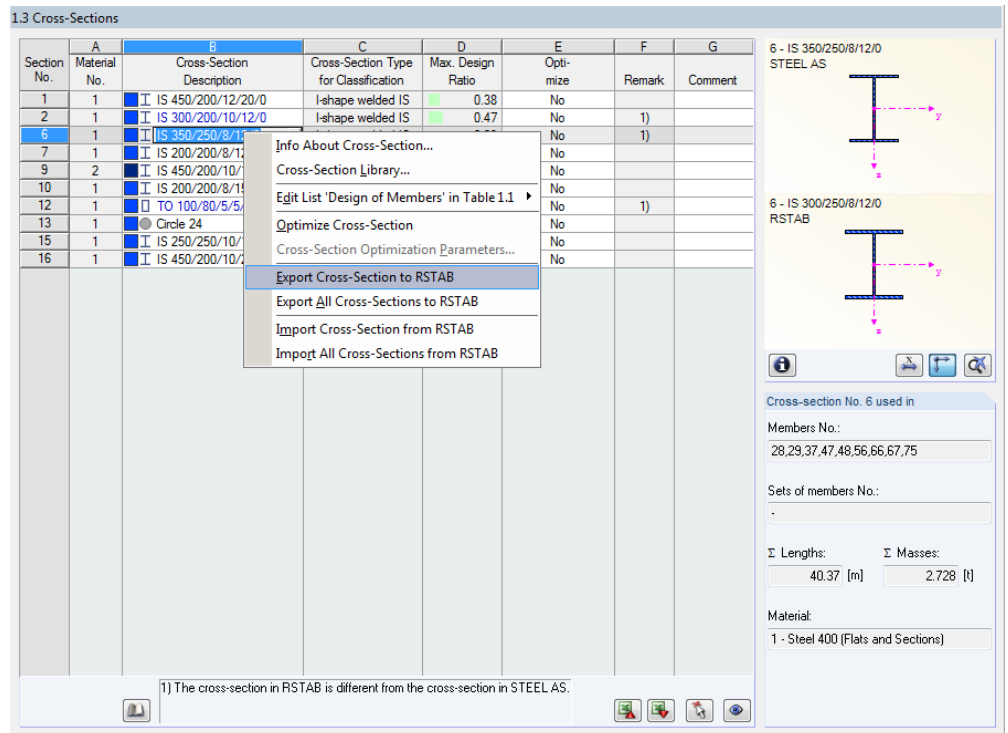 1.3 Cross-Sections
A B C D E F G
Section Material Cross-Section Cross-Section Type Max. Design Opti-
No. No. Description for Classification Ratio mize Remark Comment
1 1 IS 450/200/12/20/0 I-shape welded IS 0.38 No
2 1 IS 300/200/10/12/0 I-shape welded IS 0.47 No 1)
6 1 IS 350/250/8/12 No 1)
7 1 IS 200/200/8/12 No
9 2 IS 450/200/10/ No
10 1 IS 200/200/8/15 No
12 1 TO 100/80/5/5/ No 1)
13 1 Circle 24 No
15 1 IS 250/250/10/ No
16 1 IS 450/200/10/2 No
Info About Cross-Section...
Cross-Section Library...
Edit List 'Design of Members' in Table 1.1
Optimize Cross-Section
Cross-Section Optimization Parameters...
Export Cross-Section to RSTAB
Export All Cross-Sections to RSTAB
Import Cross-Section from RSTAB
Import All Cross-Sections from RSTAB
1) The cross-section in RSTAB is different from the cross-section in STEEL AS.
6 - IS 350/250/8/12/0
STEEL AS
y
z
6 - IS 300/250/8/12/0
RSTAB
y
z
Cross-section No. 6 used in
Members No.:
28,29,37,47,48,56,66,67,75
Sets of members No.:
-
Σ Lengths: Σ Masses:
40.37 [m] 2.728 [t]
Material:
1 - Steel 400 (Flats and Sections)